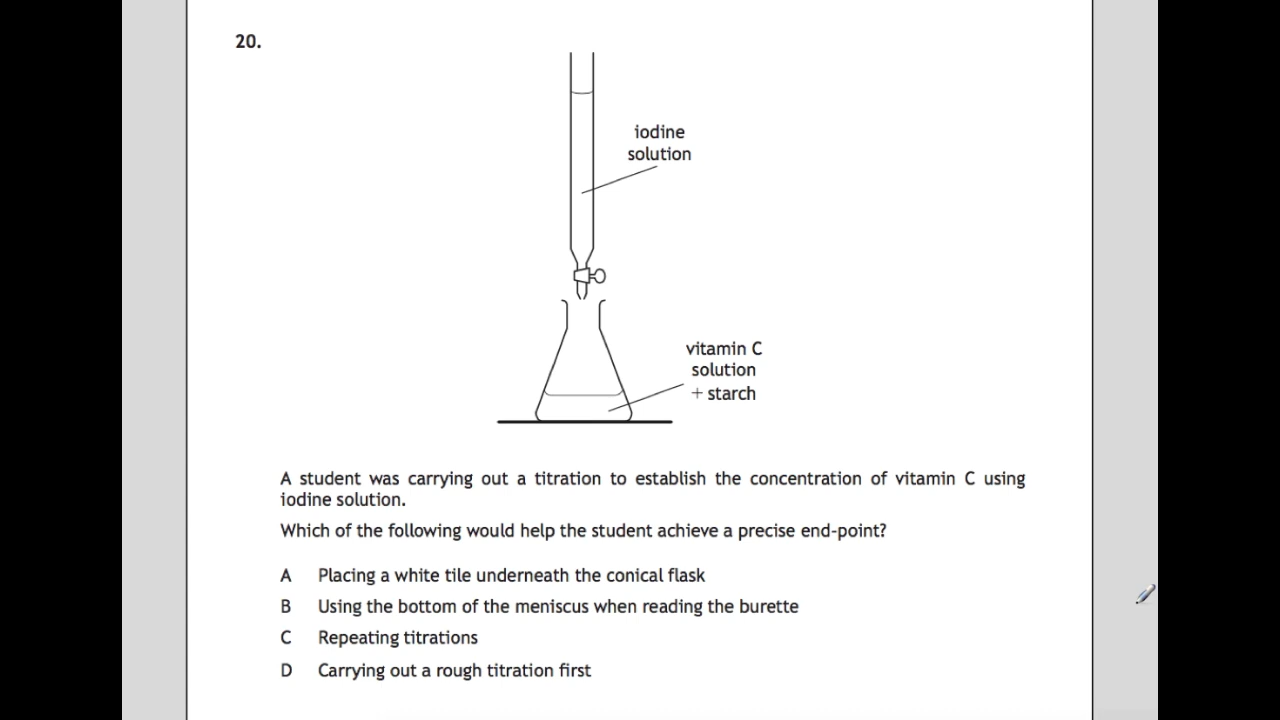 20.
iodine
solution
vitamin C
solution
+ starch
A student was carrying out a titration to establish the concentration of vitamin C using
iodine solution.
Which of the following would help the student achieve a precise end-point?
A Placing a white tile underneath the conical flask
B Using the bottom of the meniscus when reading the burette
C Repeating titrations
D Carrying out a rough titration first